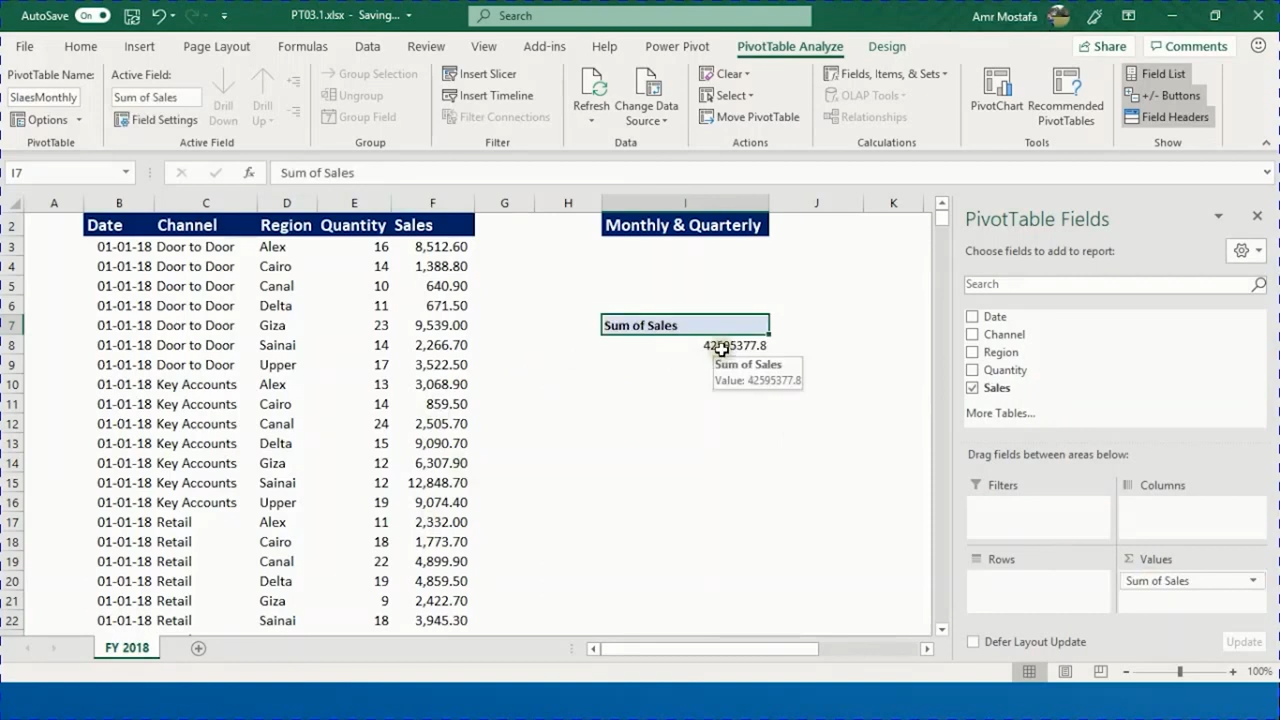 AutoSave On PT03.1.xlsx - Saving... Search Amr Mostafa
File Home Insert Page Layout Formulas Data Review View Add-ins Help Power Pivot PivotTable Analyze Design Share Comments
PivotTable Name:
SlaesMonthly
Options
PivotTable
Active Field:
Sum of Sales
Field Settings
Drill Down
Drill Up
Active Field
Group Selection
Ungroup
Group Field
Group
Insert Slicer
Insert Timeline
Filter Connections
Filter
Refresh
Change Data Source
Data
Clear
Select
Move PivotTable
Actions
Fields, Items, & Sets
OLAP Tools
Relationships
Calculations
PivotChart
Recommended PivotTables
Tools
Field List
+/- Buttons
Field Headers
Show
I7 fx Sum of Sales
A B C D E F G H I J K
2 Date Channel Region Quantity Sales Monthly & Quarterly
3 01-01-18 Door to Door Alex 16 8,512.60
4 01-01-18 Door to Door Cairo 14 1,388.80
5 01-01-18 Door to Door Canal 10 640.90
6 01-01-18 Door to Door Delta 11 671.50
7 01-01-18 Door to Door Giza 23 9,539.00 Sum of Sales
8 01-01-18 Door to Door Sainai 14 2,266.70 42595377.8
9 01-01-18 Door to Door Upper 17 3,522.50
Sum of Sales
Value: 42595377.8
10 01-01-18 Key Accounts Alex 13 3,068.90
11 01-01-18 Key Accounts Cairo 14 859.50
12 01-01-18 Key Accounts Canal 24 2,505.70
13 01-01-18 Key Accounts Delta 15 9,090.70
14 01-01-18 Key Accounts Giza 12 6,307.90
15 01-01-18 Key Accounts Sainai 12 12,848.70
16 01-01-18 Key Accounts Upper 19 9,074.40
17 01-01-18 Retail Alex 11 2,332.00
18 01-01-18 Retail Cairo 18 1,773.70
19 01-01-18 Retail Canal 22 4,899.90
20 01-01-18 Retail Delta 19 4,859.50
21 01-01-18 Retail Giza 9 2,422.70
22 01-01-18 Retail Sainai 18 3,945.30
PivotTable Fields
Choose fields to add to report:
Search
Date
Channel
Region
Quantity
Sales
More Tables...
Drag fields between areas below:
Filters Columns
Rows Σ Values
Sum of Sales
Defer Layout Update Update
FY 2018
100%